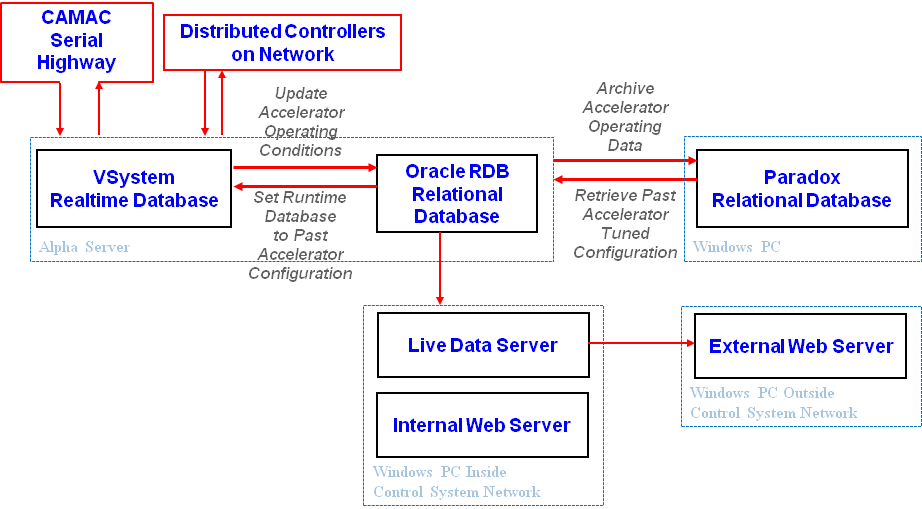 CAMAC
Serial
Highway
Distributed Controllers
on Network
Update
Accelerator
Operating
Conditions
Archive
Accelerator
Operating
Data
VSystem
Realtime Database
Oracle RDB
Relational
Database
Paradox
Relational Database
Set Runtime
Database
to Past
Accelerator
Configuration
Retrieve Past
Accelerator
Tuned
Configuration
Alpha Server
Windows PC
Live Data Server
External Web Server
Internal Web Server
Windows PC Outside
Control System Network
Windows PC Inside
Control System Network